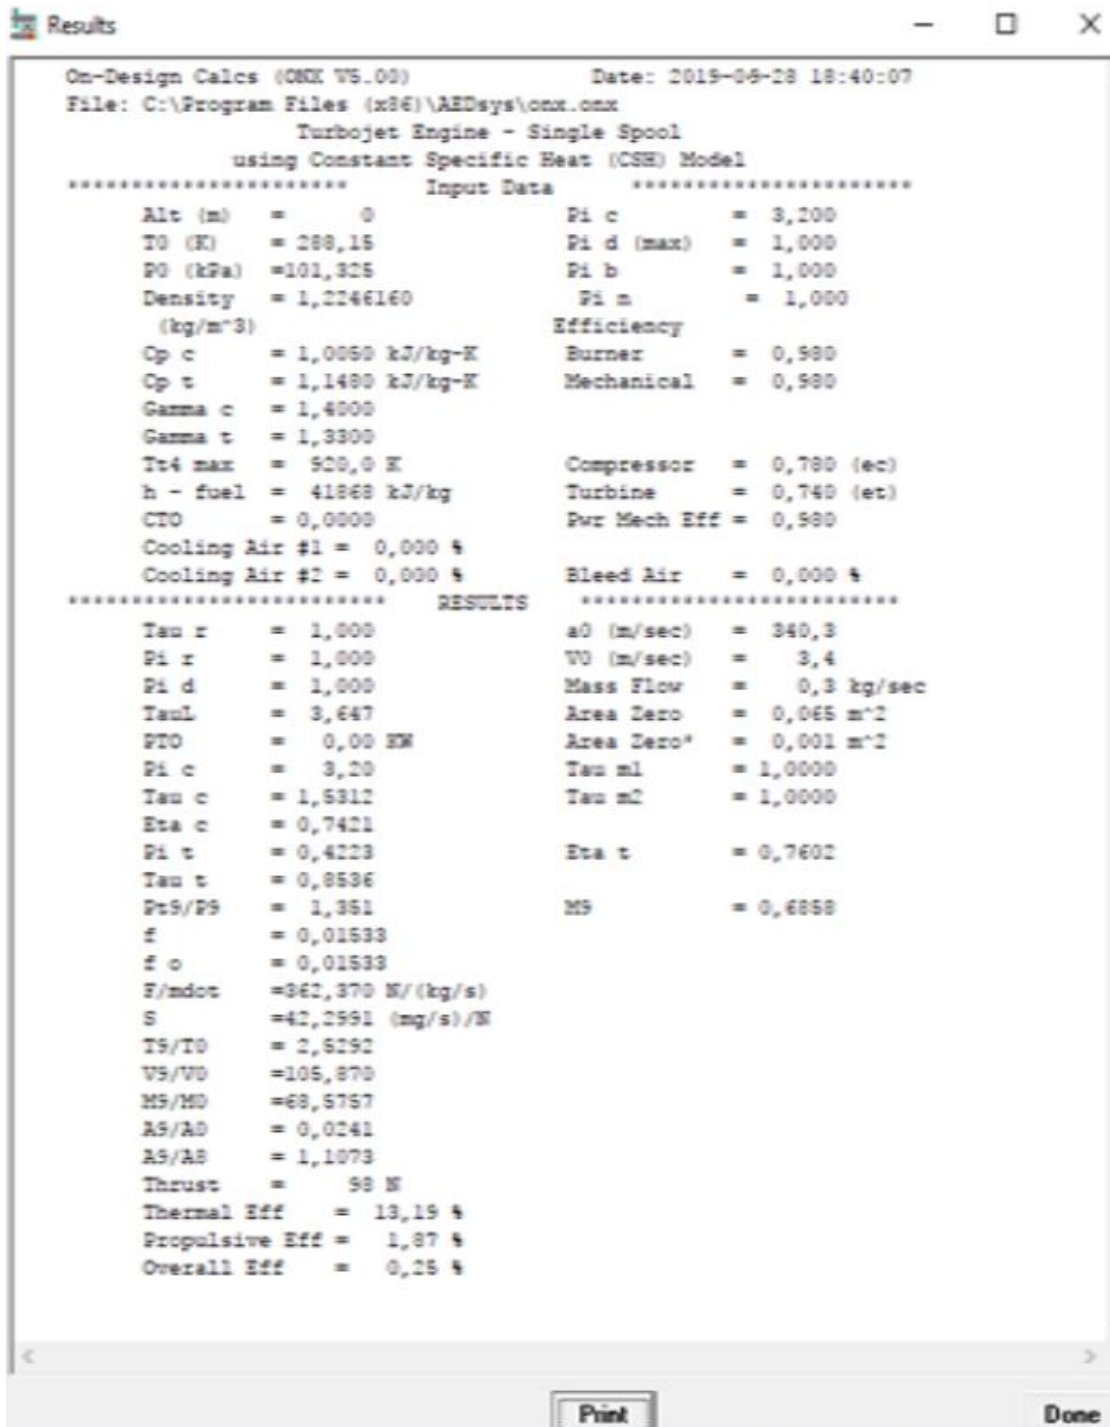 Results
On-Design Calcs (ONX V5.00) Date: 2019-06-28 18:40:07
File: C:\Program Files (x86)\AEDsys\onx.onx
Turbojet Engine - Single Spool
using Constant Specific Heat (CSH) Model
********************** Input Data **********************
Alt (m) = 0 Pi c = 3,200
T0 (K) = 288,15 Pi d (max) = 1,000
P0 (kPa) =101,325 Pi b = 1,000
Density = 1,2246160 Pi n = 1,000
(kg/m^3) Efficiency
Cp c = 1,0050 kJ/kg-K Burner = 0,980
Cp t = 1,1480 kJ/kg-K Mechanical = 0,980
Gamma c = 1,4000
Gamma t = 1,3300
Tt4 max = 920,0 K Compressor = 0,780 (ec)
h - fuel = 41868 kJ/kg Turbine = 0,740 (et)
CTO = 0,0000 Pwr Mech Eff = 0,980
Cooling Air #1 = 0,000 %
Cooling Air #2 = 0,000 % Bleed Air = 0,000 %
************************* RESULTS *************************
Tau r = 1,000 a0 (m/sec) = 340,3
Pi r = 1,000 V0 (m/sec) = 3,4
Pi d = 1,000 Mass Flow = 0,3 kg/sec
TauL = 3,647 Area Zero = 0,065 m^2
PTO = 0,00 KW Area Zero* = 0,001 m^2
Pi c = 3,20 Tau m1 = 1,0000
Tau c = 1,5312 Tau m2 = 1,0000
Eta c = 0,7421
Pi t = 0,4223 Eta t = 0,7602
Tau t = 0,8536
Pt9/P9 = 1,351 M9 = 0,6858
f = 0,01533
f o = 0,01533
F/mdot =362,370 N/(kg/s)
S =42,2991 (mg/s)/N
T9/T0 = 2,5292
V9/V0 =105,870
M9/M0 =68,5757
A9/A0 = 0,0241
A9/A8 = 1,1073
Thrust = 98 N
Thermal Eff = 13,19 %
Propulsive Eff = 1,87 %
Overall Eff = 0,25 %
Print Done